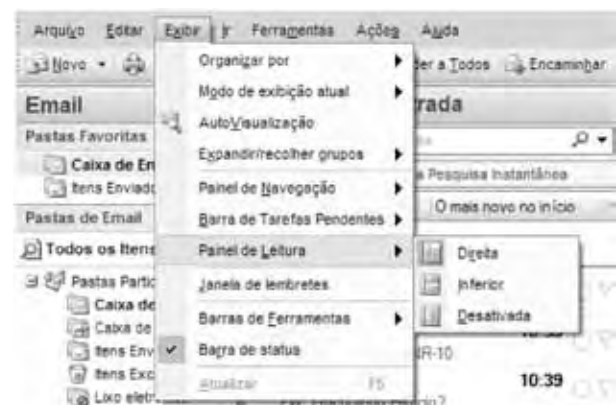 Arquivo Editar Exibir Ir Ferramentas Ações Ajuda
Novo der a Todos Encaminhar
Email
Pastas Favoritas
Caixa de En
Itens Enviado
Pastas de Email
Todos os Itens
Pastas Partic
Caixa de
Caixa de
Itens Env
Itens Exc
Lixo eletr
Organizar por
Modo de exibição atual
AutoVisualização
Expandir/recolher grupos
Painel de Navegação
Barra de Tarefas Pendentes
Painel de Leitura
Janela de lembretes
Barras de Ferramentas
Barra de status
Atualizar F5
rada
a Pesquisa Instantânea
O mais novo no início
Direita
Inferior
Desativada
R-10
10:39